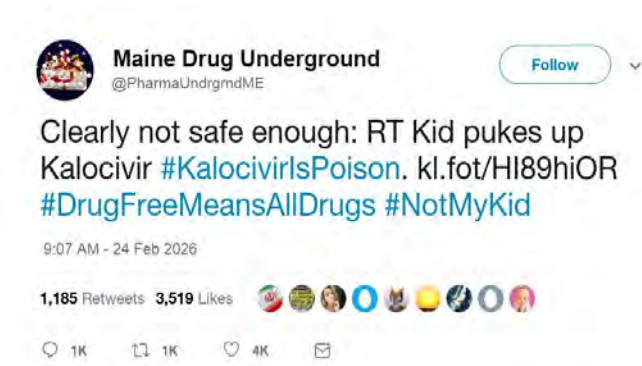 Maine Drug Underground
Follow
@PharmaUndrgrndME
Clearly not safe enough: RT Kid pukes up
Kalocivir #KalocivirIsPoison. kl.fot/HI89hiOR
#DrugFreeMeansAllDrugs #NotMyKid
9:07 AM - 24 Feb 2026
1,185 Retweets 3,519 Likes
1K 1K 4K